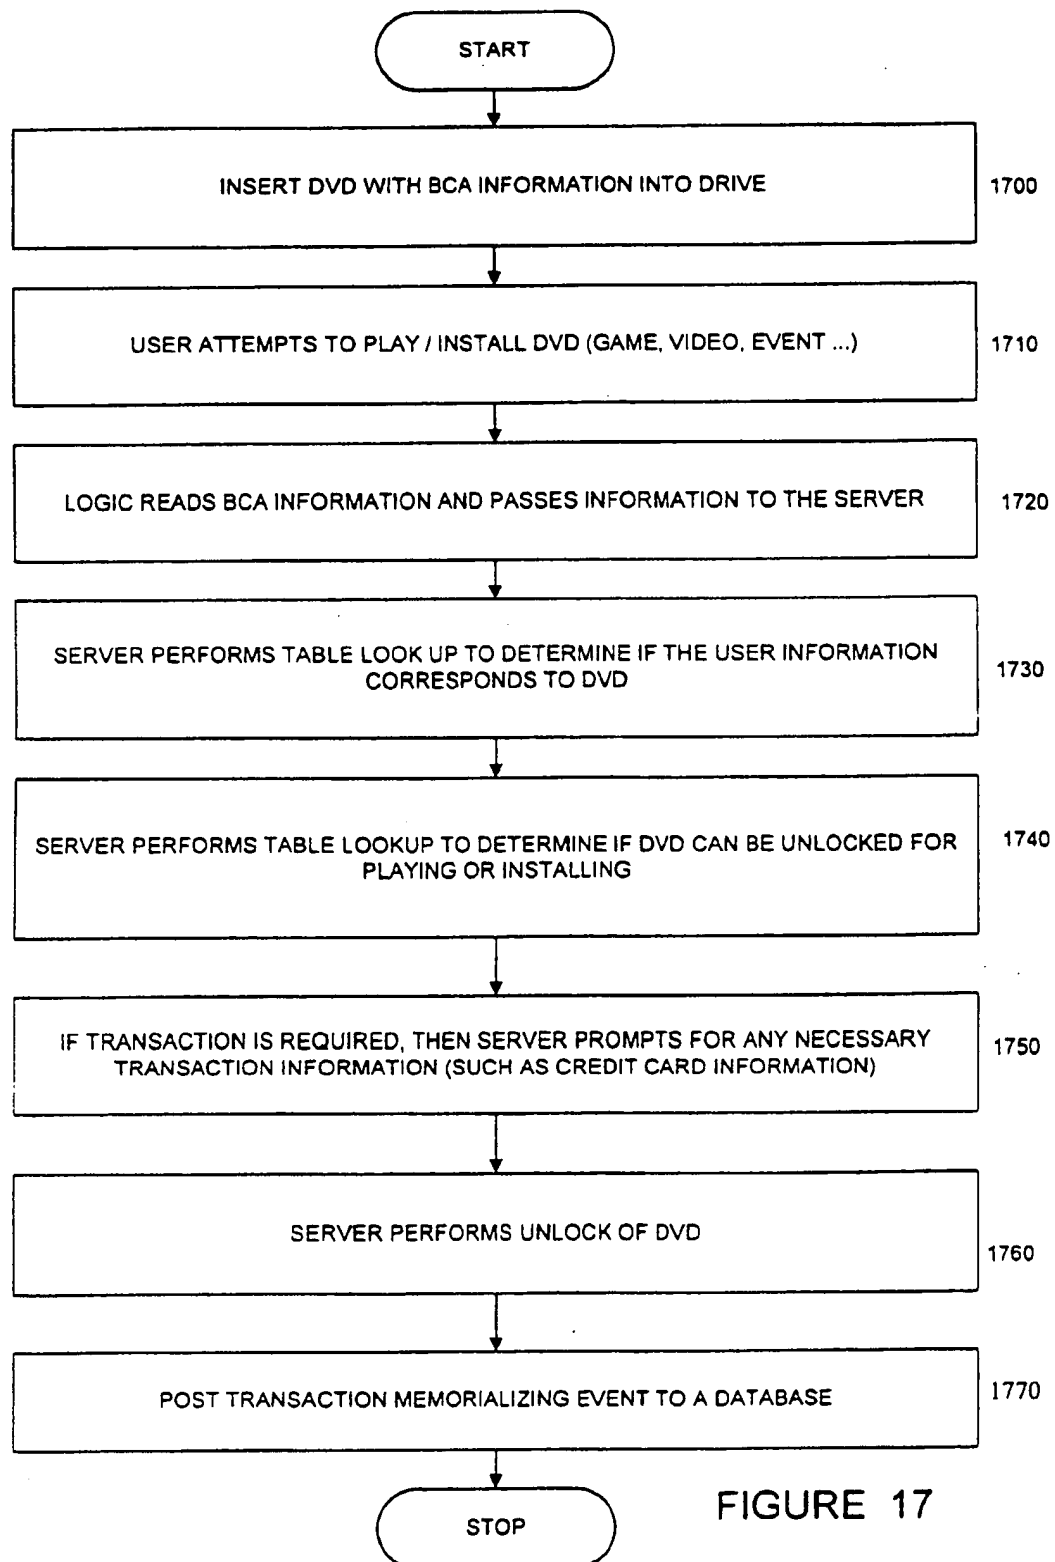 START
INSERT DVD WITH BCA INFORMATION INTO DRIVE
1700
USER ATTEMPTS TO PLAY / INSTALL DVD (GAME, VIDEO, EVENT ...)
1710
LOGIC READS BCA INFORMATION AND PASSES INFORMATION TO THE SERVER
1720
SERVER PERFORMS TABLE LOOK UP TO DETERMINE IF THE USER INFORMATION
CORRESPONDS TO DVD
1730
SERVER PERFORMS TABLE LOOKUP TO DETERMINE IF DVD CAN BE UNLOCKED FOR
PLAYING OR INSTALLING
1740
IF TRANSACTION IS REQUIRED, THEN SERVER PROMPTS FOR ANY NECESSARY
TRANSACTION INFORMATION (SUCH AS CREDIT CARD INFORMATION)
1750
SERVER PERFORMS UNLOCK OF DVD
1760
POST TRANSACTION MEMORIALIZING EVENT TO A DATABASE
1770
STOP
FIGURE 17